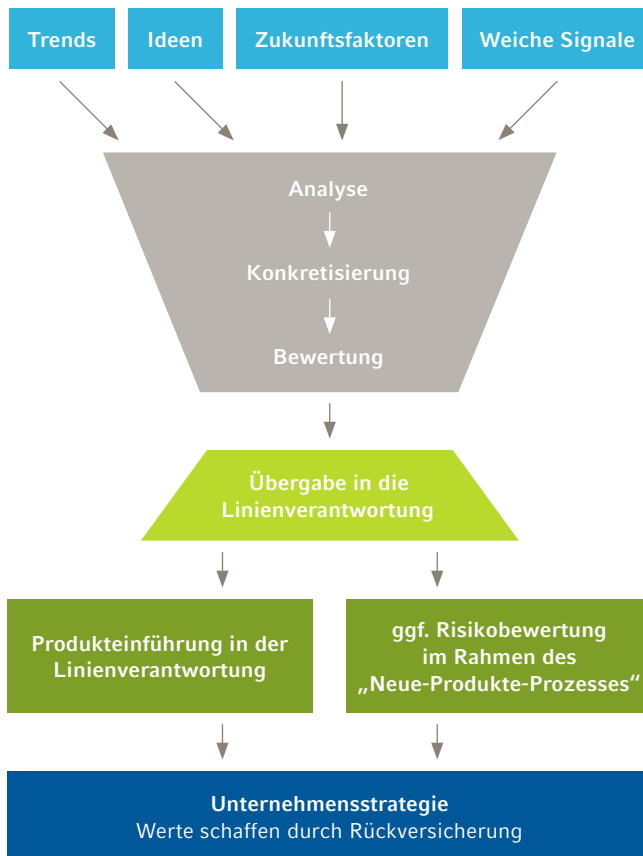 Trends
Ideen
Zukunftsfaktoren
Weiche Signale
Analyse
Konkretisierung
Bewertung
Übergabe in die
Linienverantwortung
Produkteinführung in der
Linienverantwortung
ggf. Risikobewertung
im Rahmen des
„Neue-Produkte-Prozesses“
Unternehmensstrategie
Werte schaffen durch Rückversicherung